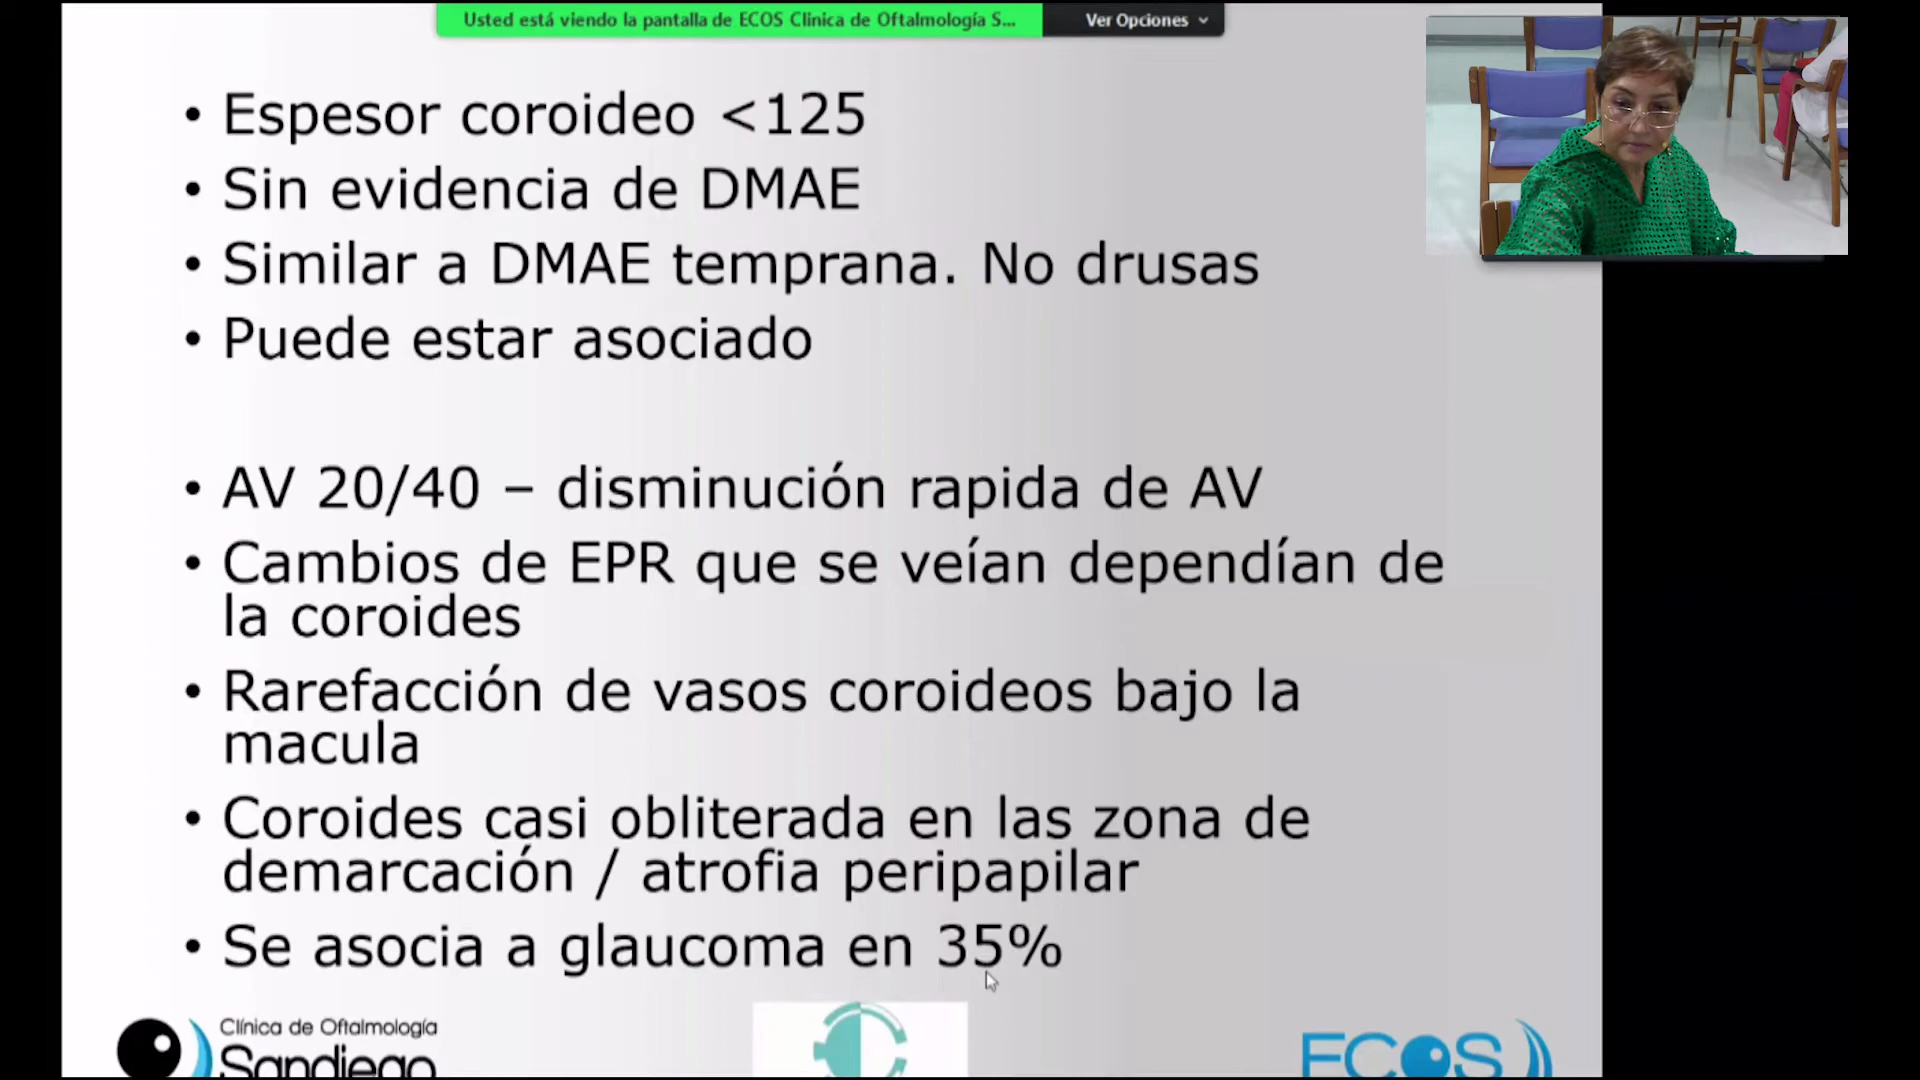 Usted está viendo la pantalla de ECOS Clinica de Oftalmología S...
Ver Opciones
• Espesor coroideo <125
• Sin evidencia de DMAE
• Similar a DMAE temprana. No drusas
• Puede estar asociado
• AV 20/40 – disminución rapida de AV
• Cambios de EPR que se veían dependían de
la coroides
• Rarefacción de vasos coroideos bajo la
macula
• Coroides casi obliterada en las zona de
demarcación / atrofia peripapilar
• Se asocia a glaucoma en 35%
Clínica de Oftalmología
Sandiego
ECOS